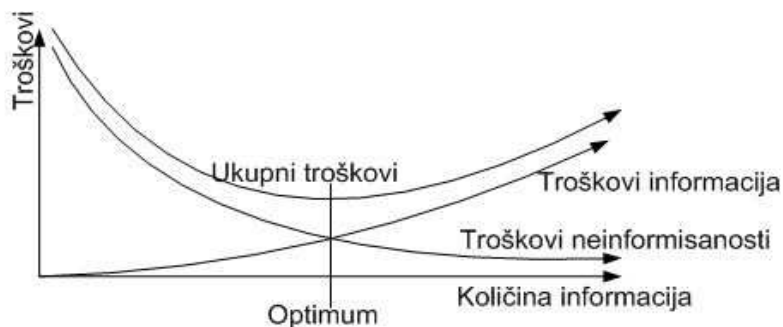 Troškovi
Ukupni troškovi
Troškovi informacija
Troškovi neinformisanosti
Količina informacija
Optimum